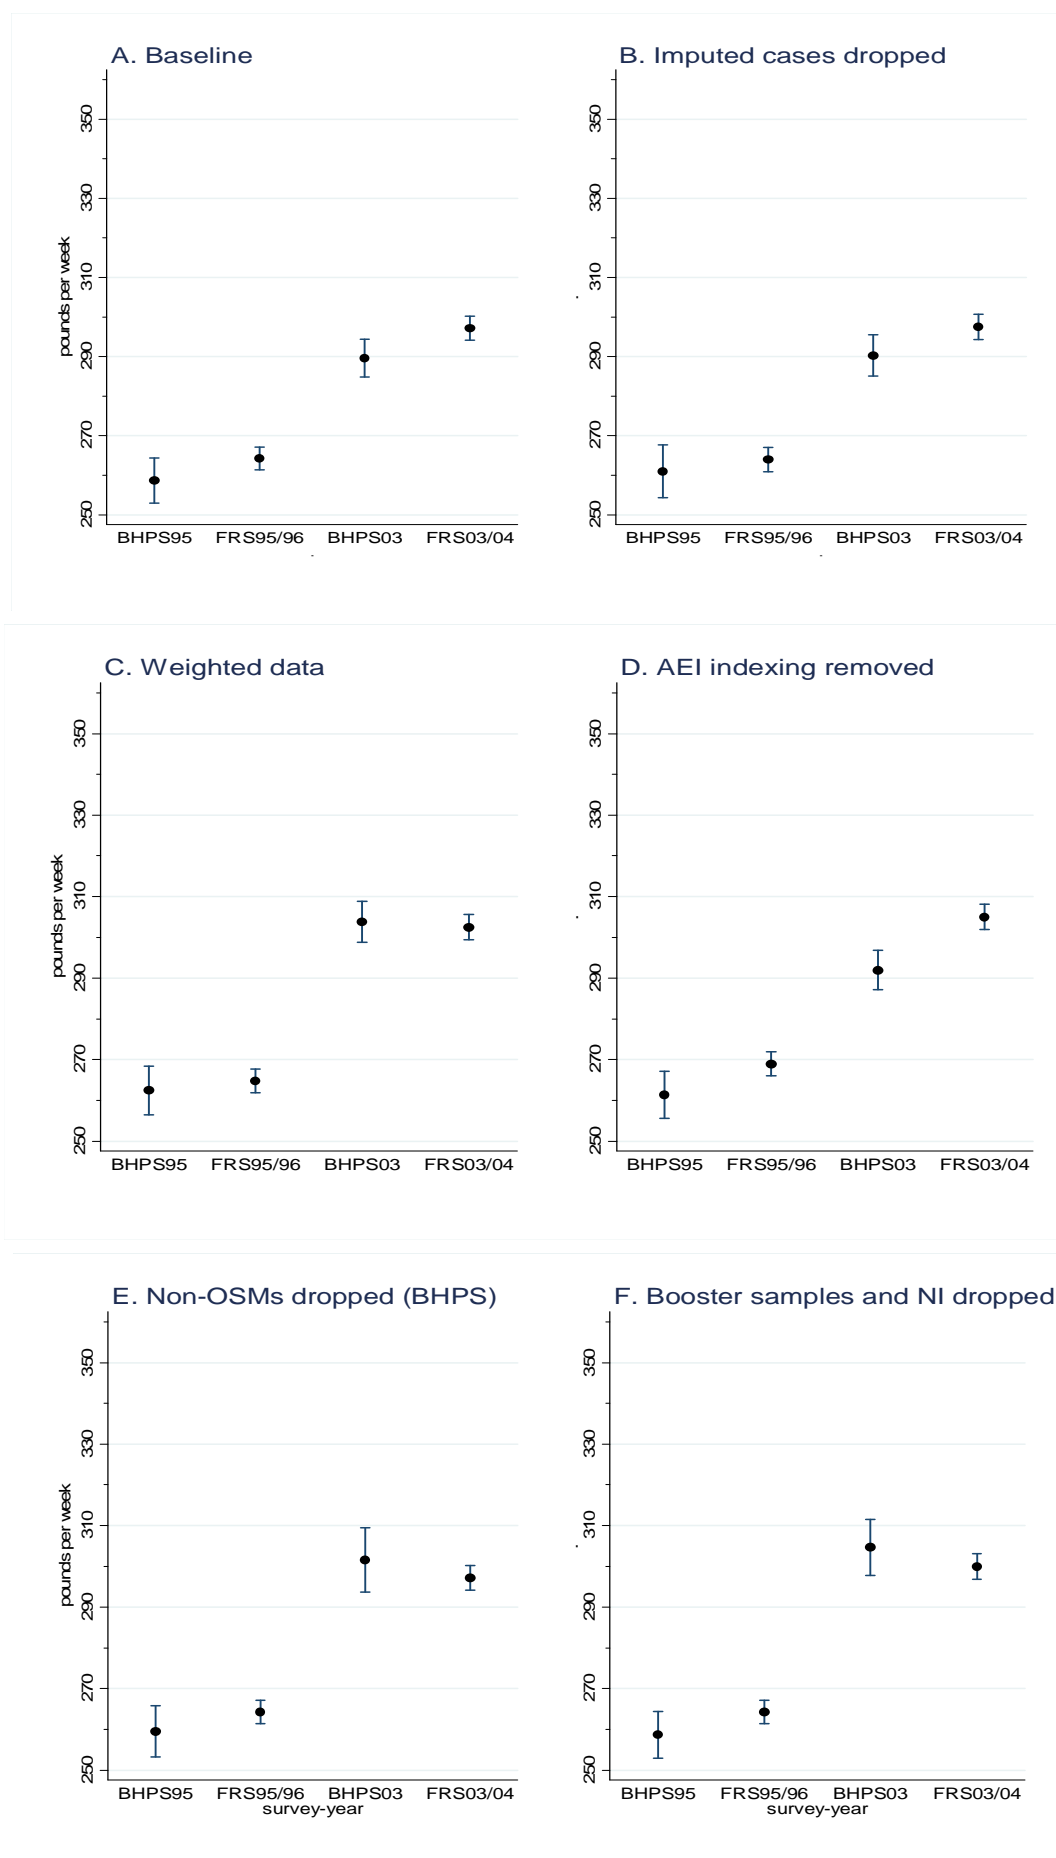 A. Baseline
B. Imputed cases dropped
350
330
310
290
270
250
pounds per week
BHPS95 FRS95/96 BHPS03 FRS03/04
350
330
310
290
270
250
BHPS95 FRS95/96 BHPS03 FRS03/04
C. Weighted data
D. AEI indexing removed
350
330
310
290
270
250
pounds per week
BHPS95 FRS95/96 BHPS03 FRS03/04
350
330
310
290
270
250
BHPS95 FRS95/96 BHPS03 FRS03/04
E. Non-OSMs dropped (BHPS)
F. Booster samples and NI dropped
350
330
310
290
270
250
pounds per week
BHPS95 FRS95/96 BHPS03 FRS03/04
survey-year
350
330
310
290
270
250
BHPS95 FRS95/96 BHPS03 FRS03/04
survey-year